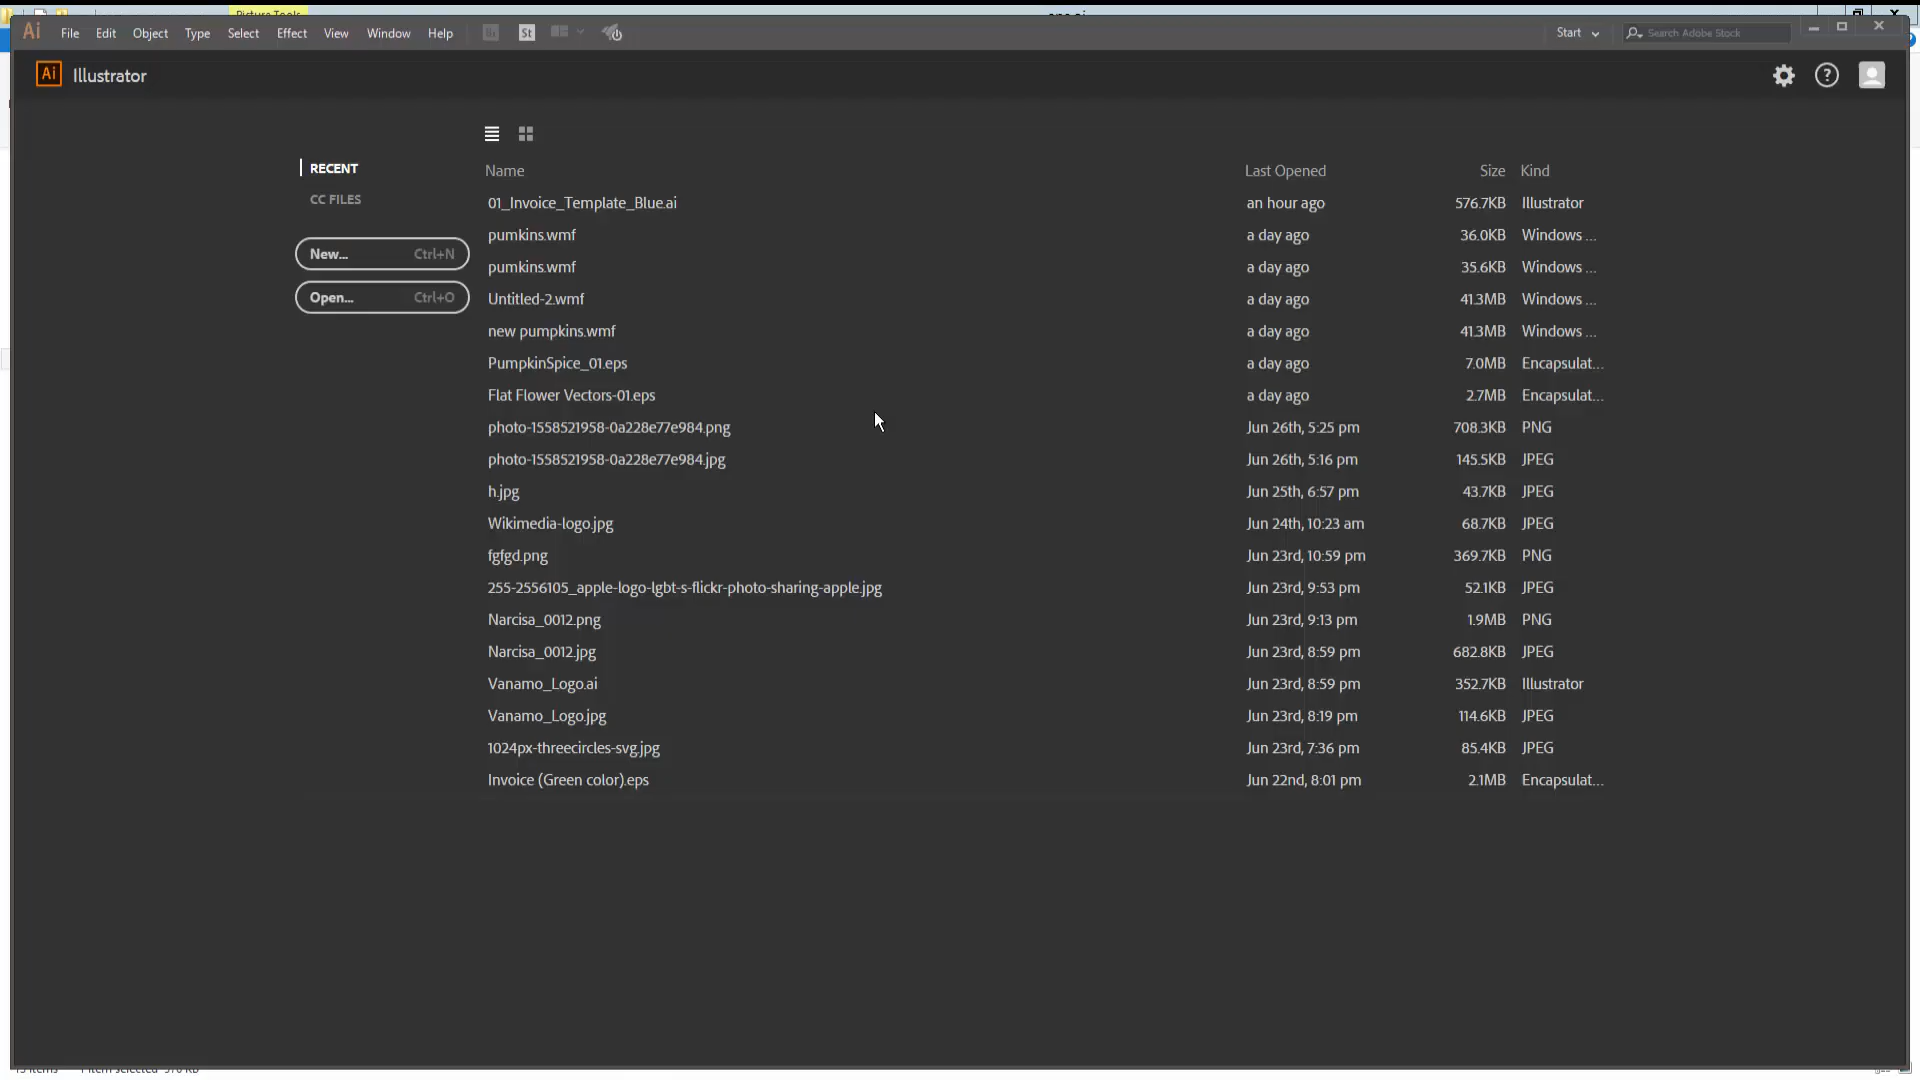 Picture Tools
Ai File Edit Object Type Select Effect View Window Help St Start Search Adobe Stock
Ai Illustrator
RECENT
CC FILES
New... Ctrl+N
Open... Ctrl+O
Name Last Opened Size Kind
01_Invoice_Template_Blue.ai an hour ago 576.7KB Illustrator
pumkins.wmf a day ago 36.0KB Windows ...
pumkins.wmf a day ago 35.6KB Windows ...
Untitled-2.wmf a day ago 41.3MB Windows ...
new pumpkins.wmf a day ago 41.3MB Windows ...
PumpkinSpice_01.eps a day ago 7.0MB Encapsulat...
Flat Flower Vectors-01.eps a day ago 2.7MB Encapsulat...
photo-1558521958-0a228e77e984.png Jun 26th, 5:25 pm 708.3KB PNG
photo-1558521958-0a228e77e984.jpg Jun 26th, 5:16 pm 145.5KB JPEG
h.jpg Jun 25th, 6:57 pm 43.7KB JPEG
Wikimedia-logo.jpg Jun 24th, 10:23 am 68.7KB JPEG
fgfgd.png Jun 23rd, 10:59 pm 369.7KB PNG
255-2556105_apple-logo-lgbt-s-flickr-photo-sharing-apple.jpg Jun 23rd, 9:53 pm 52.1KB JPEG
Narcisa_0012.png Jun 23rd, 9:13 pm 1.9MB PNG
Narcisa_0012.jpg Jun 23rd, 8:59 pm 682.8KB JPEG
Vanamo_Logo.ai Jun 23rd, 8:59 pm 352.7KB Illustrator
Vanamo_Logo.jpg Jun 23rd, 8:19 pm 114.6KB JPEG
1024px-threecircles-svg.jpg Jun 23rd, 7:36 pm 85.4KB JPEG
Invoice (Green color).eps Jun 22nd, 8:01 pm 2.1MB Encapsulat...